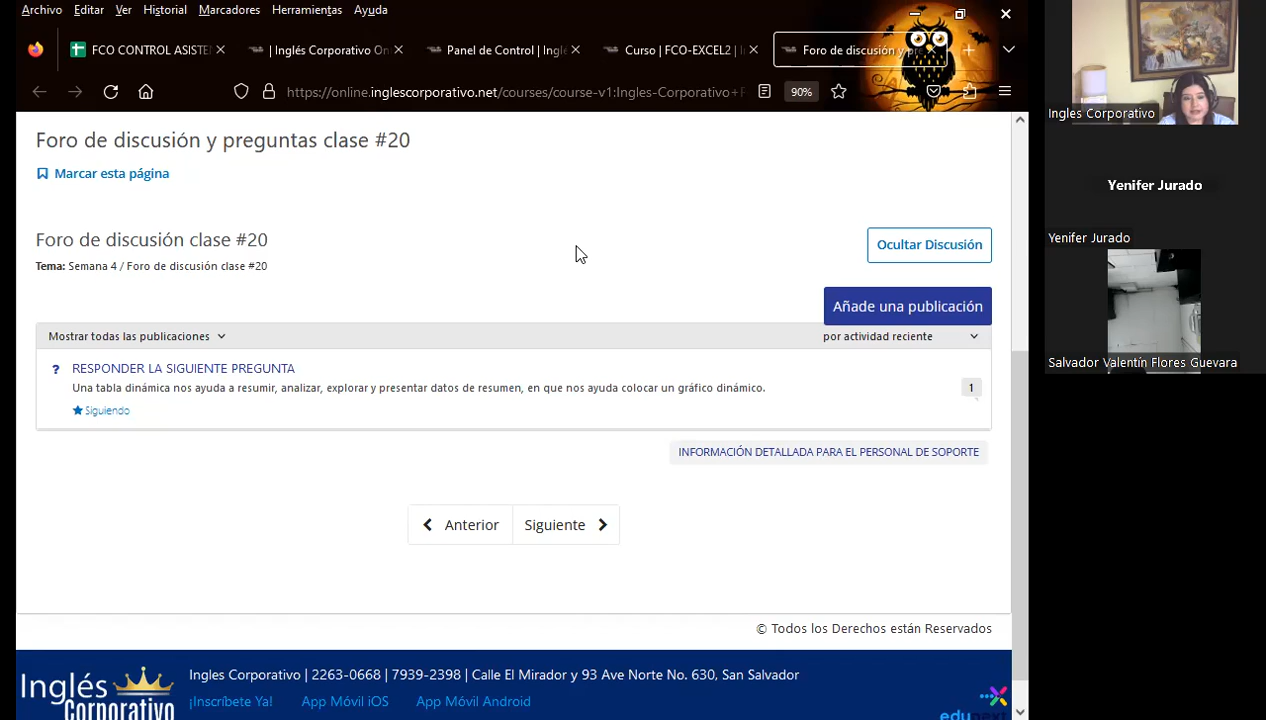 Archivo Editar Ver Historial Marcadores Herramientas Ayuda
FCO CONTROL ASISTE | Inglés Corporativo On Panel de Control | Ingl Curso | FCO-EXCEL2 | I Foro de discusión y pre
https://online.inglescorporativo.net/courses/course-v1:Ingles-Corporativo+F 90%
Foro de discusión y preguntas clase #20
Marcar esta página
Foro de discusión clase #20
Ocultar Discusión
Tema: Semana 4 / Foro de discusión clase #20
Añade una publicación
Mostrar todas las publicaciones por actividad reciente
? RESPONDER LA SIGUIENTE PREGUNTA
Una tabla dinámica nos ayuda a resumir, analizar, explorar y presentar datos de resumen, en que nos ayuda colocar un gráfico dinámico.
1
Siguiendo
INFORMACIÓN DETALLADA PARA EL PERSONAL DE SOPORTE
Anterior Siguiente
© Todos los Derechos están Reservados
Inglés Corporativo
Ingles Corporativo | 2263-0668 | 7939-2398 | Calle El Mirador y 93 Ave Norte No. 630, San Salvador
¡Inscríbete Ya! App Móvil iOS App Móvil Android
edunext
Ingles Corporativo
Yenifer Jurado
Yenifer Jurado
Salvador Valentín Flores Guevara